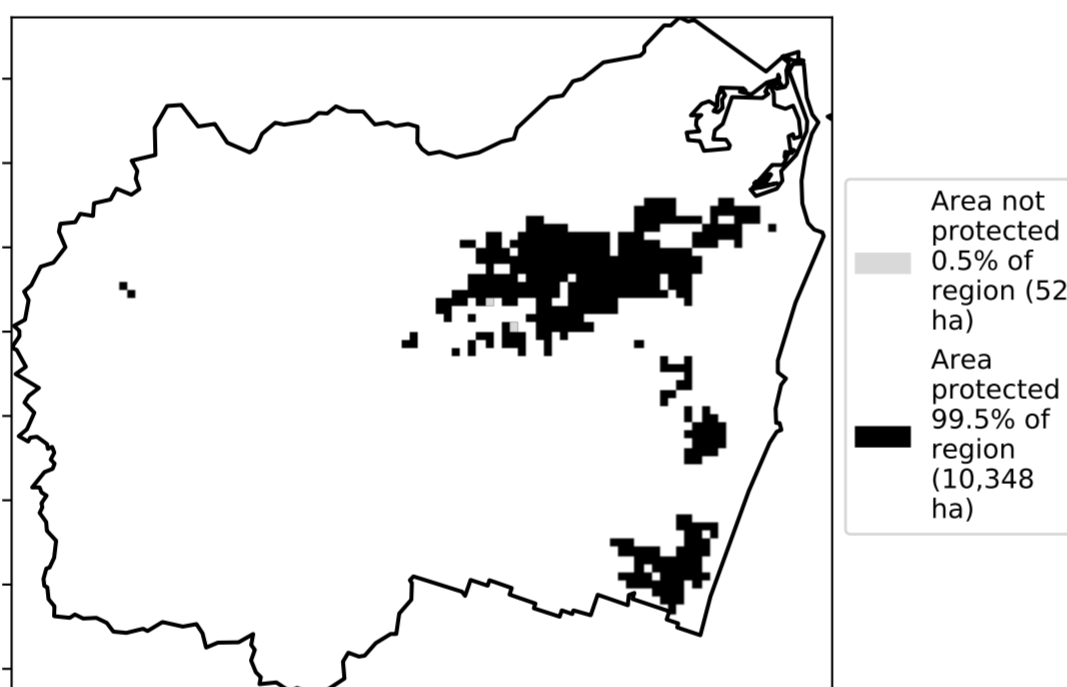 Area not
protected
0.5% of
region (52
ha)
Area
protected
99.5% of
region
(10,348
ha)